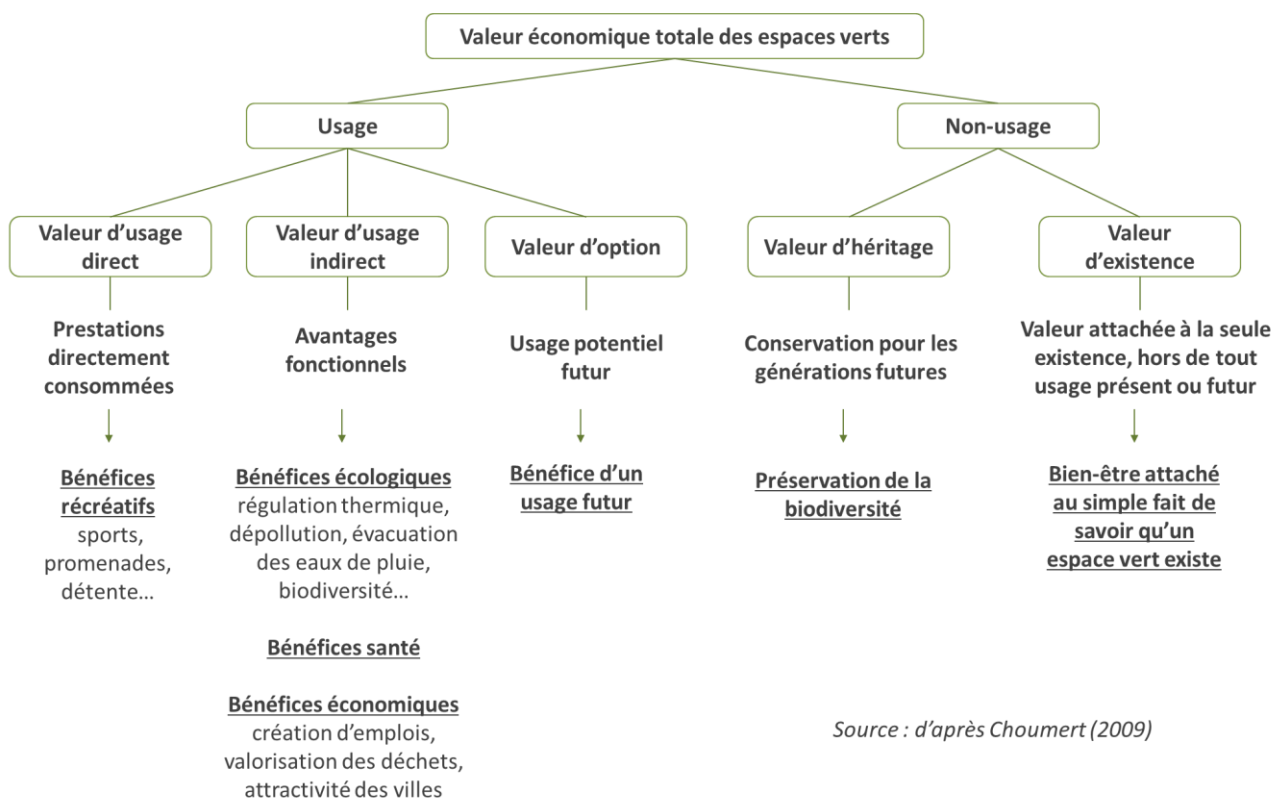 Valeur économique totale des espaces verts
Usage
Non-usage
Valeur d’usage
direct
Valeur d’usage
indirect
Valeur d’option
Valeur d’héritage
Valeur
d’existence
Prestations
directement
consommées
Avantages
fonctionnels
Usage potentiel
futur
Conservation pour les
générations futures
Valeur attachée à la seule
existence, hors de tout
usage présent ou futur
Bénéfices
récréatifs
sports,
promenades,
détente…
Bénéfices écologiques
régulation thermique,
dépollution, évacuation
des eaux de pluie,
biodiversité…
Bénéfices santé
Bénéfices économiques
création d’emplois,
valorisation des déchets,
attractivité des villes
Bénéfice d’un
usage futur
Préservation de la
biodiversité
Bien-être attaché
au simple fait de
savoir qu’un
espace vert existe
Source : d’après Choumert (2009)